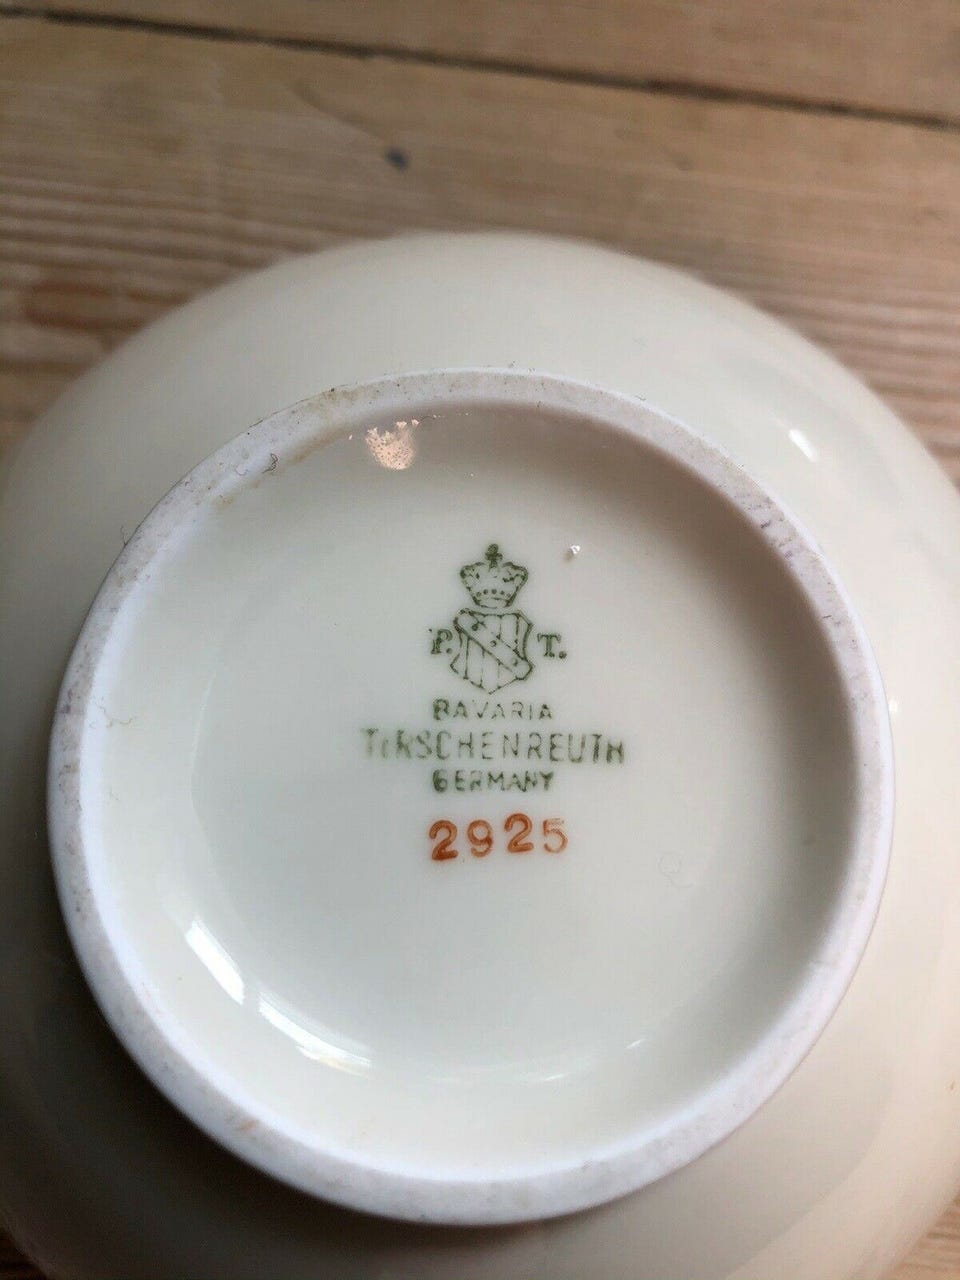 P. T.
BAVARIA
TIRSCHENREUTH
GERMANY
2925